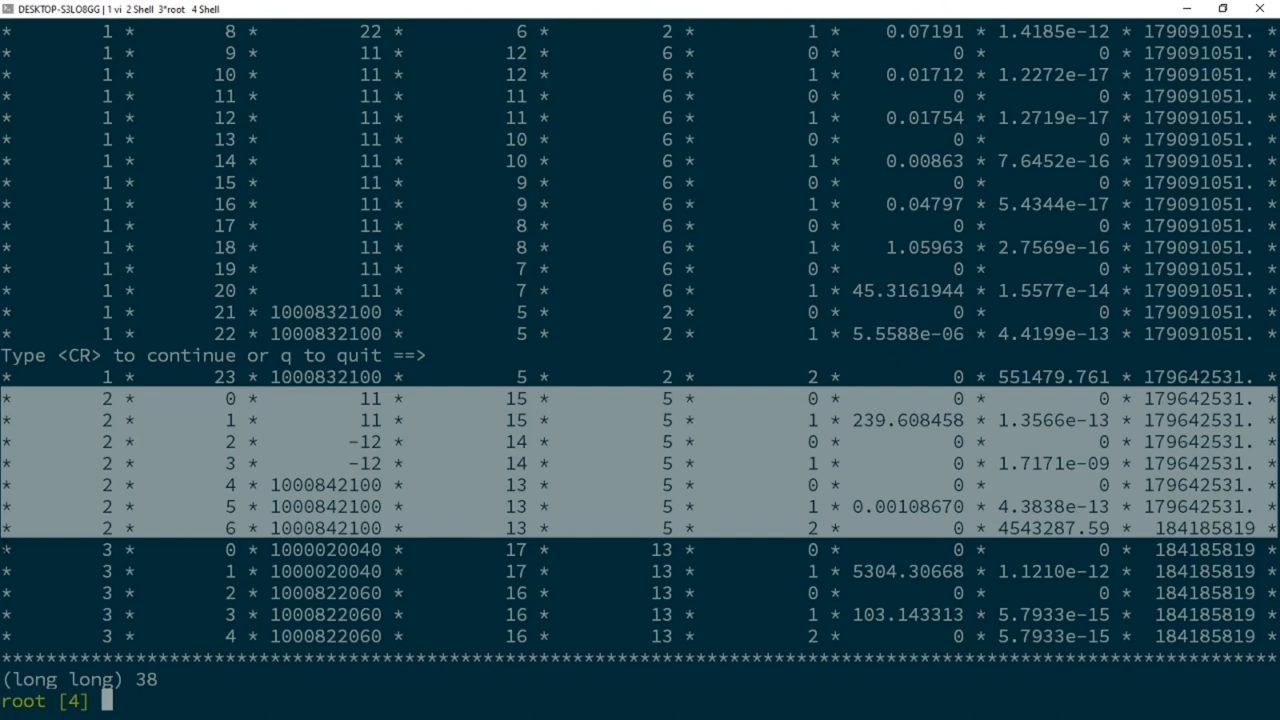 DESKTOP-S3LO8GG | 1 vi 2 Shell 3*root 4 Shell
* 1 * 8 * 22 * 6 * 2 * 1 * 0.07191 * 1.4185e-12 * 179091051. *
* 1 * 9 * 11 * 12 * 6 * 0 * 0 * 0 * 179091051. *
* 1 * 10 * 11 * 12 * 6 * 1 * 0.01712 * 1.2272e-17 * 179091051. *
* 1 * 11 * 11 * 11 * 6 * 0 * 0 * 0 * 179091051. *
* 1 * 12 * 11 * 11 * 6 * 1 * 0.01754 * 1.2719e-17 * 179091051. *
* 1 * 13 * 11 * 10 * 6 * 0 * 0 * 0 * 179091051. *
* 1 * 14 * 11 * 10 * 6 * 1 * 0.00863 * 7.6452e-16 * 179091051. *
* 1 * 15 * 11 * 9 * 6 * 0 * 0 * 0 * 179091051. *
* 1 * 16 * 11 * 9 * 6 * 1 * 0.04797 * 5.4344e-17 * 179091051. *
* 1 * 17 * 11 * 8 * 6 * 0 * 0 * 0 * 179091051. *
* 1 * 18 * 11 * 8 * 6 * 1 * 1.05963 * 2.7569e-16 * 179091051. *
* 1 * 19 * 11 * 7 * 6 * 0 * 0 * 0 * 179091051. *
* 1 * 20 * 11 * 7 * 6 * 1 * 45.3161944 * 1.5577e-14 * 179091051. *
* 1 * 21 * 1000832100 * 5 * 2 * 0 * 0 * 0 * 179091051. *
* 1 * 22 * 1000832100 * 5 * 2 * 1 * 5.5588e-06 * 4.4199e-13 * 179091051. *
Type <CR> to continue or q to quit ==>
* 1 * 23 * 1000832100 * 5 * 2 * 2 * 0 * 551479.761 * 179642531. *
* 2 * 0 * 11 * 15 * 5 * 0 * 0 * 0 * 179642531. *
* 2 * 1 * 11 * 15 * 5 * 1 * 239.608458 * 1.3566e-13 * 179642531. *
* 2 * 2 * -12 * 14 * 5 * 0 * 0 * 0 * 179642531. *
* 2 * 3 * -12 * 14 * 5 * 1 * 0 * 1.7171e-09 * 179642531. *
* 2 * 4 * 1000842100 * 13 * 5 * 0 * 0 * 0 * 179642531. *
* 2 * 5 * 1000842100 * 13 * 5 * 1 * 0.00108670 * 4.3838e-13 * 179642531. *
* 2 * 6 * 1000842100 * 13 * 5 * 2 * 0 * 4543287.59 * 184185819 *
* 3 * 0 * 1000020040 * 17 * 13 * 0 * 0 * 0 * 184185819 *
* 3 * 1 * 1000020040 * 17 * 13 * 1 * 5304.30668 * 1.1210e-12 * 184185819 *
* 3 * 2 * 1000822060 * 16 * 13 * 0 * 0 * 0 * 184185819 *
* 3 * 3 * 1000822060 * 16 * 13 * 1 * 103.143313 * 5.7933e-15 * 184185819 *
* 3 * 4 * 1000822060 * 16 * 13 * 2 * 0 * 5.7933e-15 * 184185819 *
******************************************************************************************************************
(long long) 38
root [4]